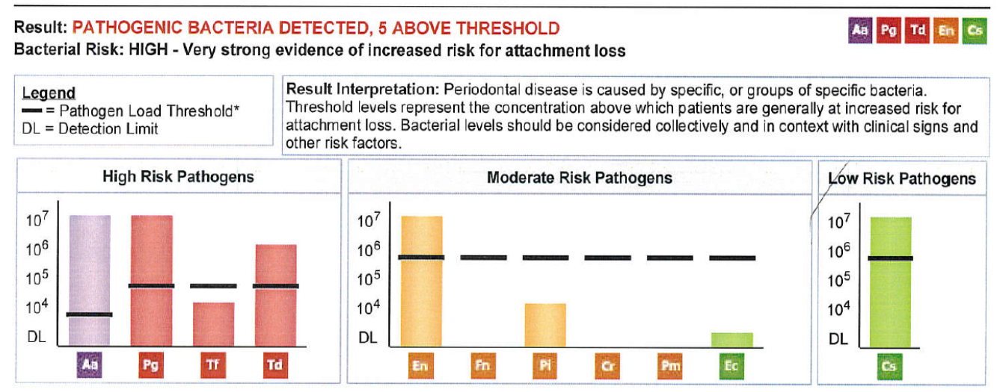 Result: PATHOGENIC BACTERIA DETECTED, 5 ABOVE THRESHOLD
Aa Pg Td En Cs
Bacterial Risk: HIGH - Very strong evidence of increased risk for attachment loss
Legend
= Pathogen Load Threshold*
DL = Detection Limit
Result Interpretation: Periodontal disease is caused by specific, or groups of specific bacteria.
Threshold levels represent the concentration above which patients are generally at increased risk for
attachment loss. Bacterial levels should be considered collectively and in context with clinical signs and
other risk factors.
High Risk Pathogens
10⁷
10⁶
10⁵
10⁴
DL
Aa Pg Tf Td
Moderate Risk Pathogens
10⁷
10⁶
10⁵
10⁴
DL
En Fn Pi Cr Pm Ec
Low Risk Pathogens
10⁷
10⁶
10⁵
10⁴
DL
Cs